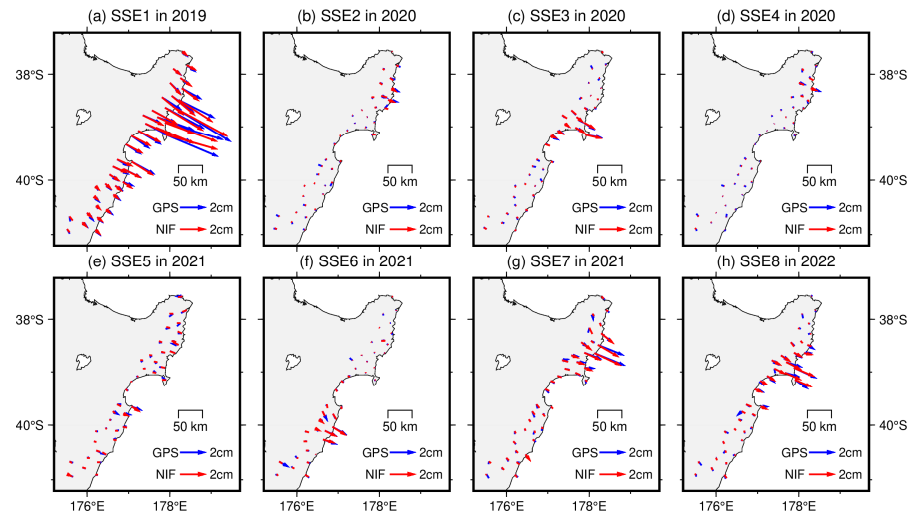 (a) SSE1 in 2019
(b) SSE2 in 2020
(c) SSE3 in 2020
(d) SSE4 in 2020
38°S
40°S
50 km
GPS 2cm
NIF 2cm
50 km
GPS 2cm
NIF 2cm
50 km
GPS 2cm
NIF 2cm
50 km
GPS 2cm
NIF 2cm
38°S
40°S
(e) SSE5 in 2021
(f) SSE6 in 2021
(g) SSE7 in 2021
(h) SSE8 in 2022
38°S
40°S
50 km
GPS 2cm
NIF 2cm
50 km
GPS 2cm
NIF 2cm
50 km
GPS 2cm
NIF 2cm
50 km
GPS 2cm
NIF 2cm
38°S
40°S
176°E 178°E
176°E 178°E
176°E 178°E
176°E 178°E